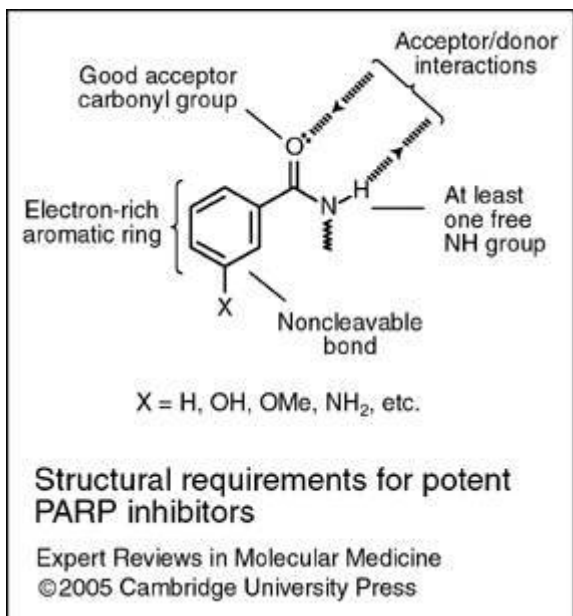 Acceptor/donor
interactions
Good acceptor
carbonyl group
O
H
N
Electron-rich
aromatic ring
At least
one free
NH group
X
Noncleavable
bond
X = H, OH, OMe, NH₂, etc.
Structural requirements for potent
PARP inhibitors
Expert Reviews in Molecular Medicine
©2005 Cambridge University Press